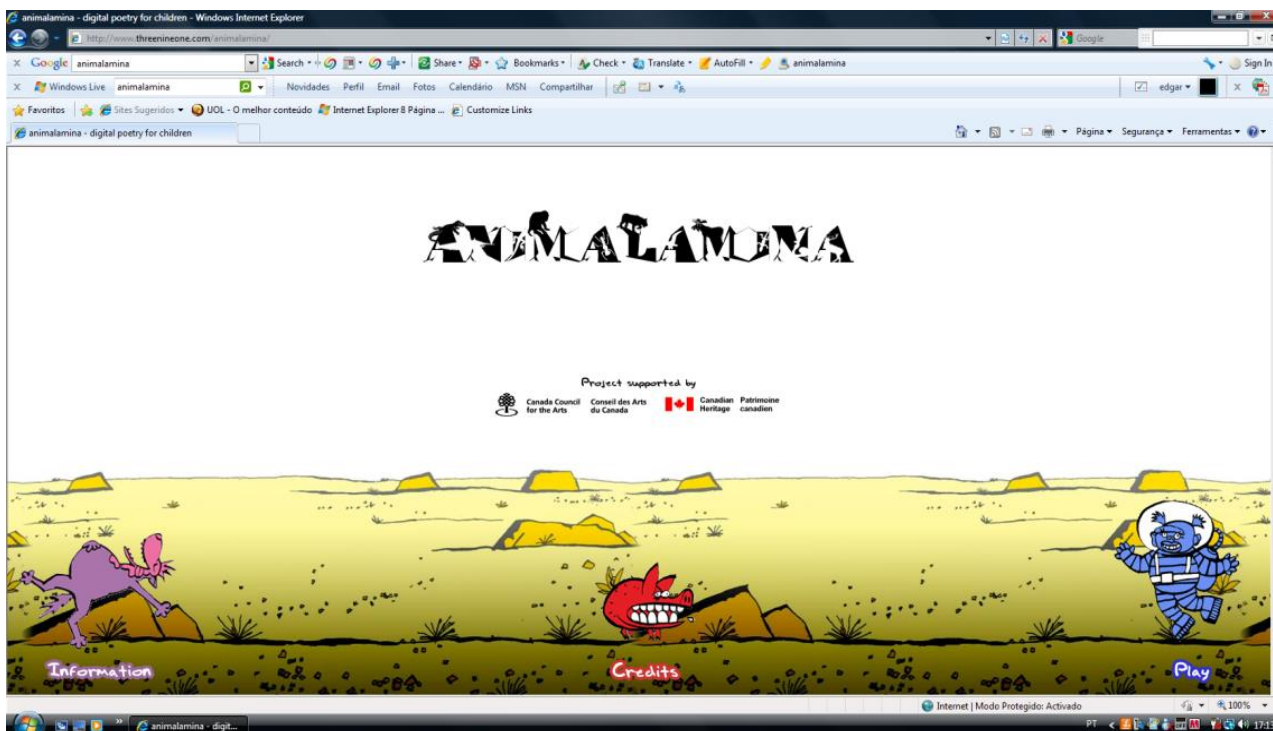 animalamina - digital poetry for children - Windows Internet Explorer
http://www.threenineone.com/animalamina/
Google
x Google animalamina Search Share Bookmarks Check Translate AutoFill animalamina Sign In
x Windows Live animalamina Novidades Perfil Email Fotos Calendário MSN Compartilhar edgar x
Favoritos Sites Sugeridos UOL - O melhor conteúdo Internet Explorer 8 Página ... Customize Links
animalamina - digital poetry for children Página Segurança Ferramentas
ANIMALAMINA
Project supported by
Canada Council for the Arts
Conseil des Arts du Canada
Canadian Heritage
Patrimoine canadien
Information
Credits
Play
Internet | Modo Protegido: Activado 100%
animalamina - digit... PT 17:13